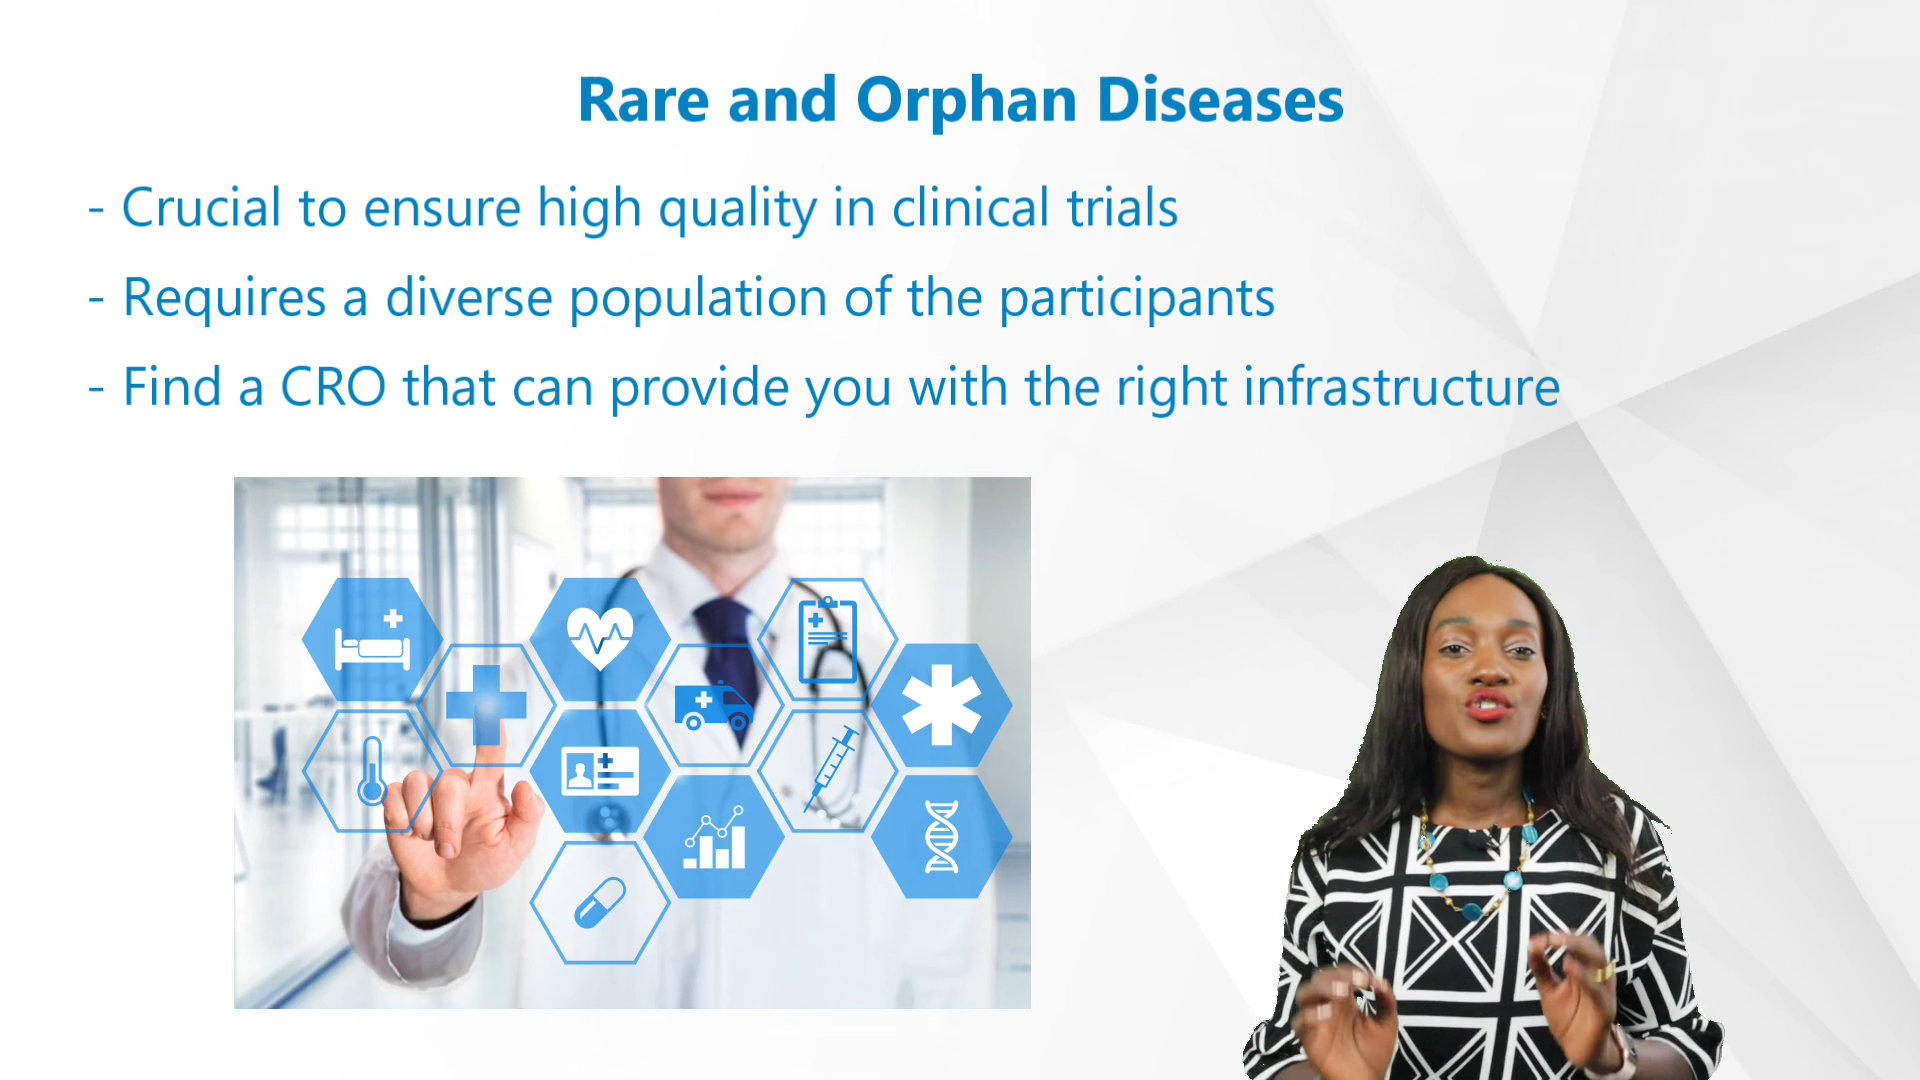 Rare and Orphan Diseases
- Crucial to ensure high quality in clinical trials
- Requires a diverse population of the participants
- Find a CRO that can provide you with the right infrastructure